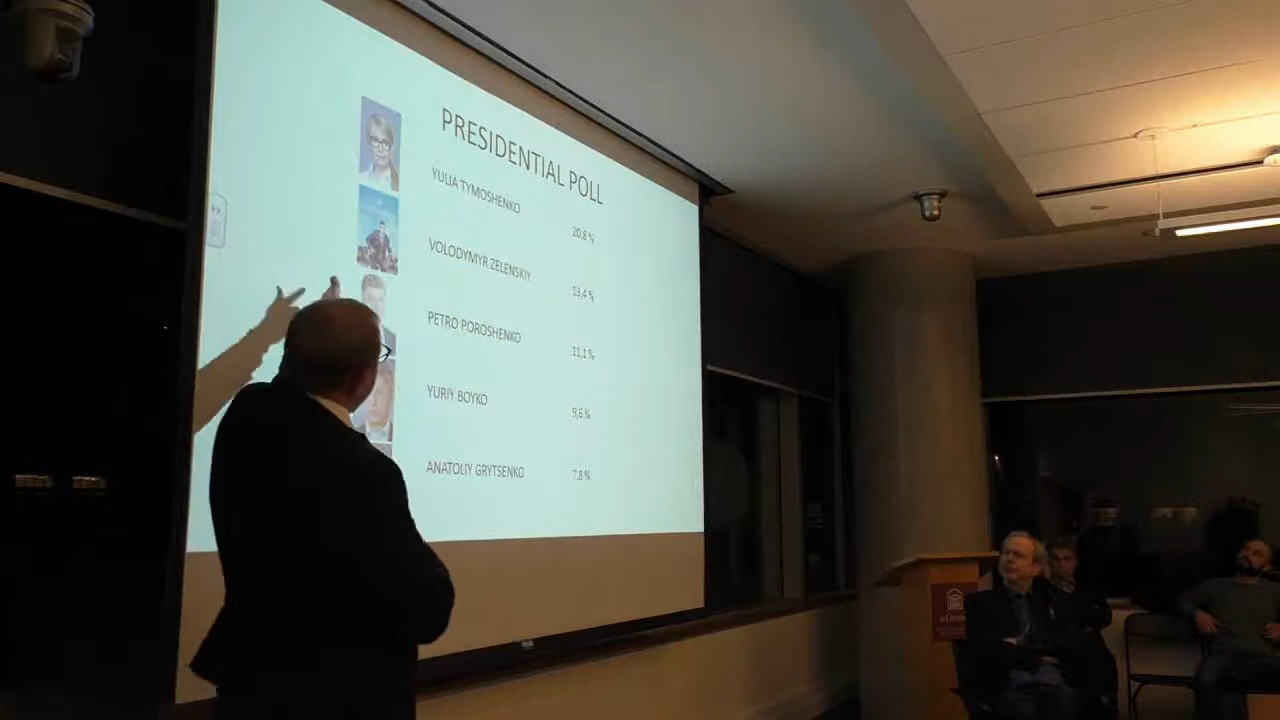 PRESIDENTIAL POLL
YULIA TYMOSHENKO
20,8 %
VOLODYMYR ZELENSKIY
13,4 %
PETRO POROSHENKO
11,1 %
YURIY BOYKO
9,6 %
ANATOLIY GRYTSENKO
7,8 %